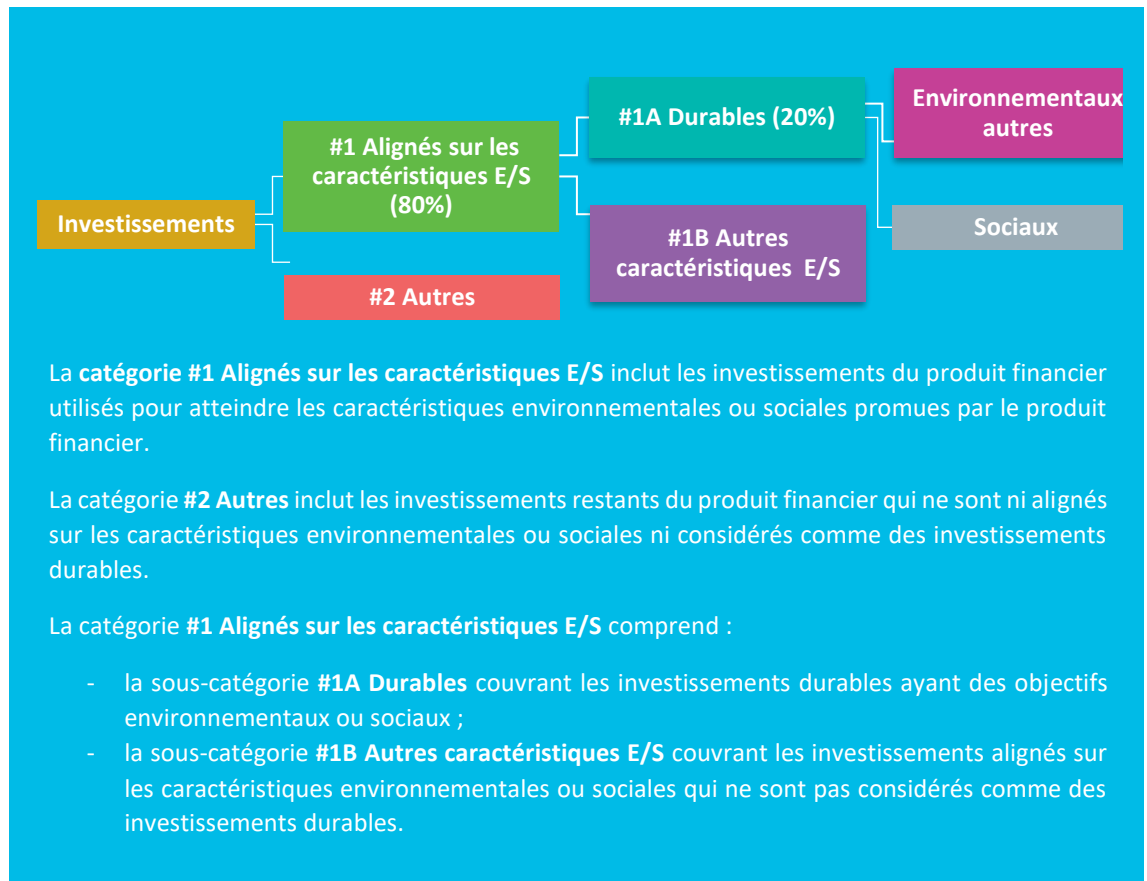 Investissements
#1 Alignés sur les
caractéristiques E/S
(80%)
#2 Autres
#1A Durables (20%)
#1B Autres
caractéristiques E/S
Environnementaux
autres
Sociaux
La catégorie #1 Alignés sur les caractéristiques E/S inclut les investissements du produit financier
utilisés pour atteindre les caractéristiques environnementales ou sociales promues par le produit
financier.
La catégorie #2 Autres inclut les investissements restants du produit financier qui ne sont ni alignés
sur les caractéristiques environnementales ou sociales ni considérés comme des investissements
durables.
La catégorie #1 Alignés sur les caractéristiques E/S comprend :
- la sous-catégorie #1A Durables couvrant les investissements durables ayant des objectifs
environnementaux ou sociaux ;
- la sous-catégorie #1B Autres caractéristiques E/S couvrant les investissements alignés sur
les caractéristiques environnementales ou sociales qui ne sont pas considérés comme des
investissements durables.